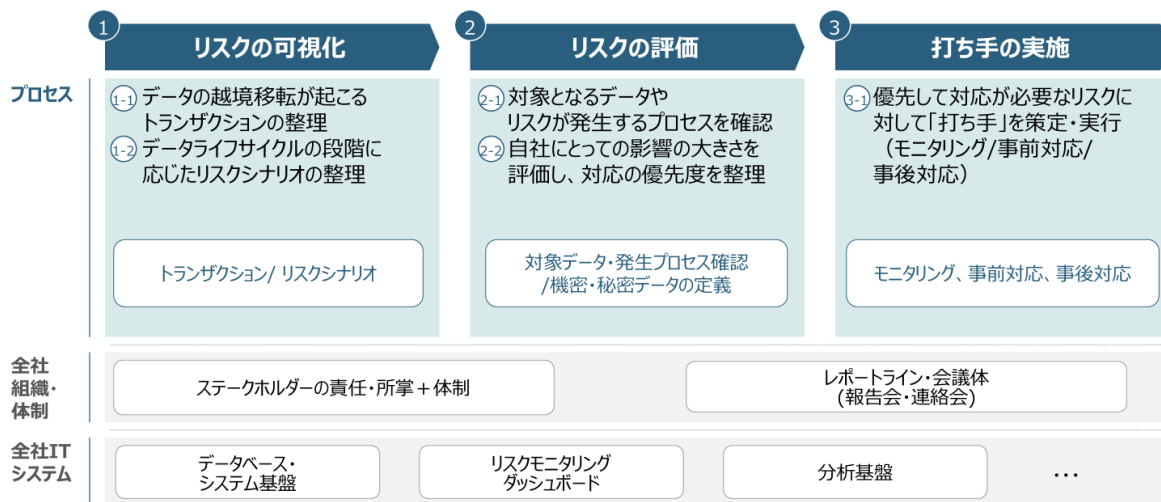 1
リスクの可視化
2
リスクの評価
3
打ち手の実施
プロセス
1-1 データの越境移転が起こる
トランザクションの整理
1-2 データライフサイクルの段階に
応じたリスクシナリオの整理
トランザクション/ リスクシナリオ
2-1 対象となるデータや
リスクが発生するプロセスを確認
2-2 自社にとっての影響の大きさを
評価し、対応の優先度を整理
対象データ・発生プロセス確認
/機密・秘密データの定義
3-1 優先して対応が必要なリスクに
対して「打ち手」を策定・実行
（モニタリング/事前対応/
事後対応）
モニタリング、事前対応、事後対応
全社
組織・
体制
ステークホルダーの責任・所掌＋体制
レポートライン・会議体
(報告会・連絡会)
全社IT
システム
データベース・
システム基盤
リスクモニタリング
ダッシュボード
分析基盤
…